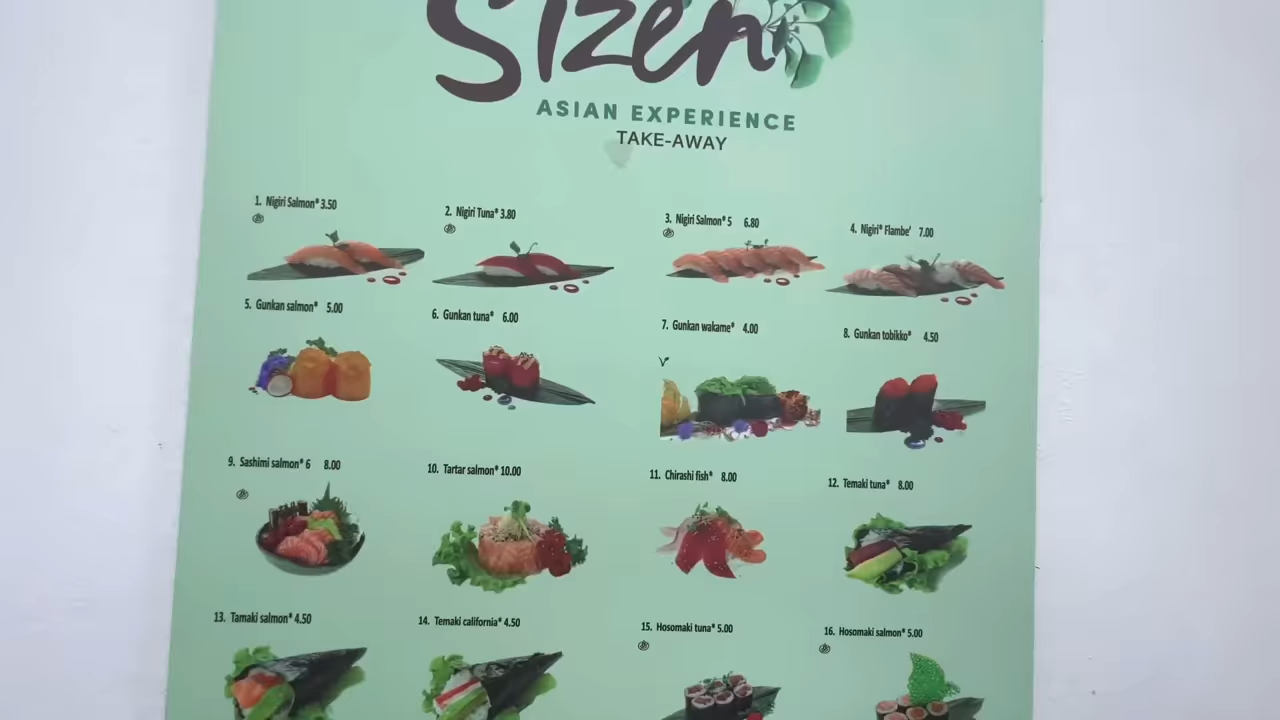 Sizen
ASIAN EXPERIENCE
TAKE-AWAY
1. Nigiri Salmon* 3.50
2. Nigiri Tuna* 3.80
3. Nigiri Salmon* 5 6.80
4. Nigiri* Flambe' 7.00
5. Gunkan salmon* 5.00
6. Gunkan tuna* 6.00
7. Gunkan wakame* 4.00
8. Gunkan tobikko* 4.50
9. Sashimi salmon* 6 8.00
10. Tartar salmon* 10.00
11. Chirashi fish* 8.00
12. Temaki tuna* 8.00
13. Tamaki salmon* 4.50
14. Temaki california* 4.50
15. Hosomaki tuna* 5.00
16. Hosomaki salmon* 5.00